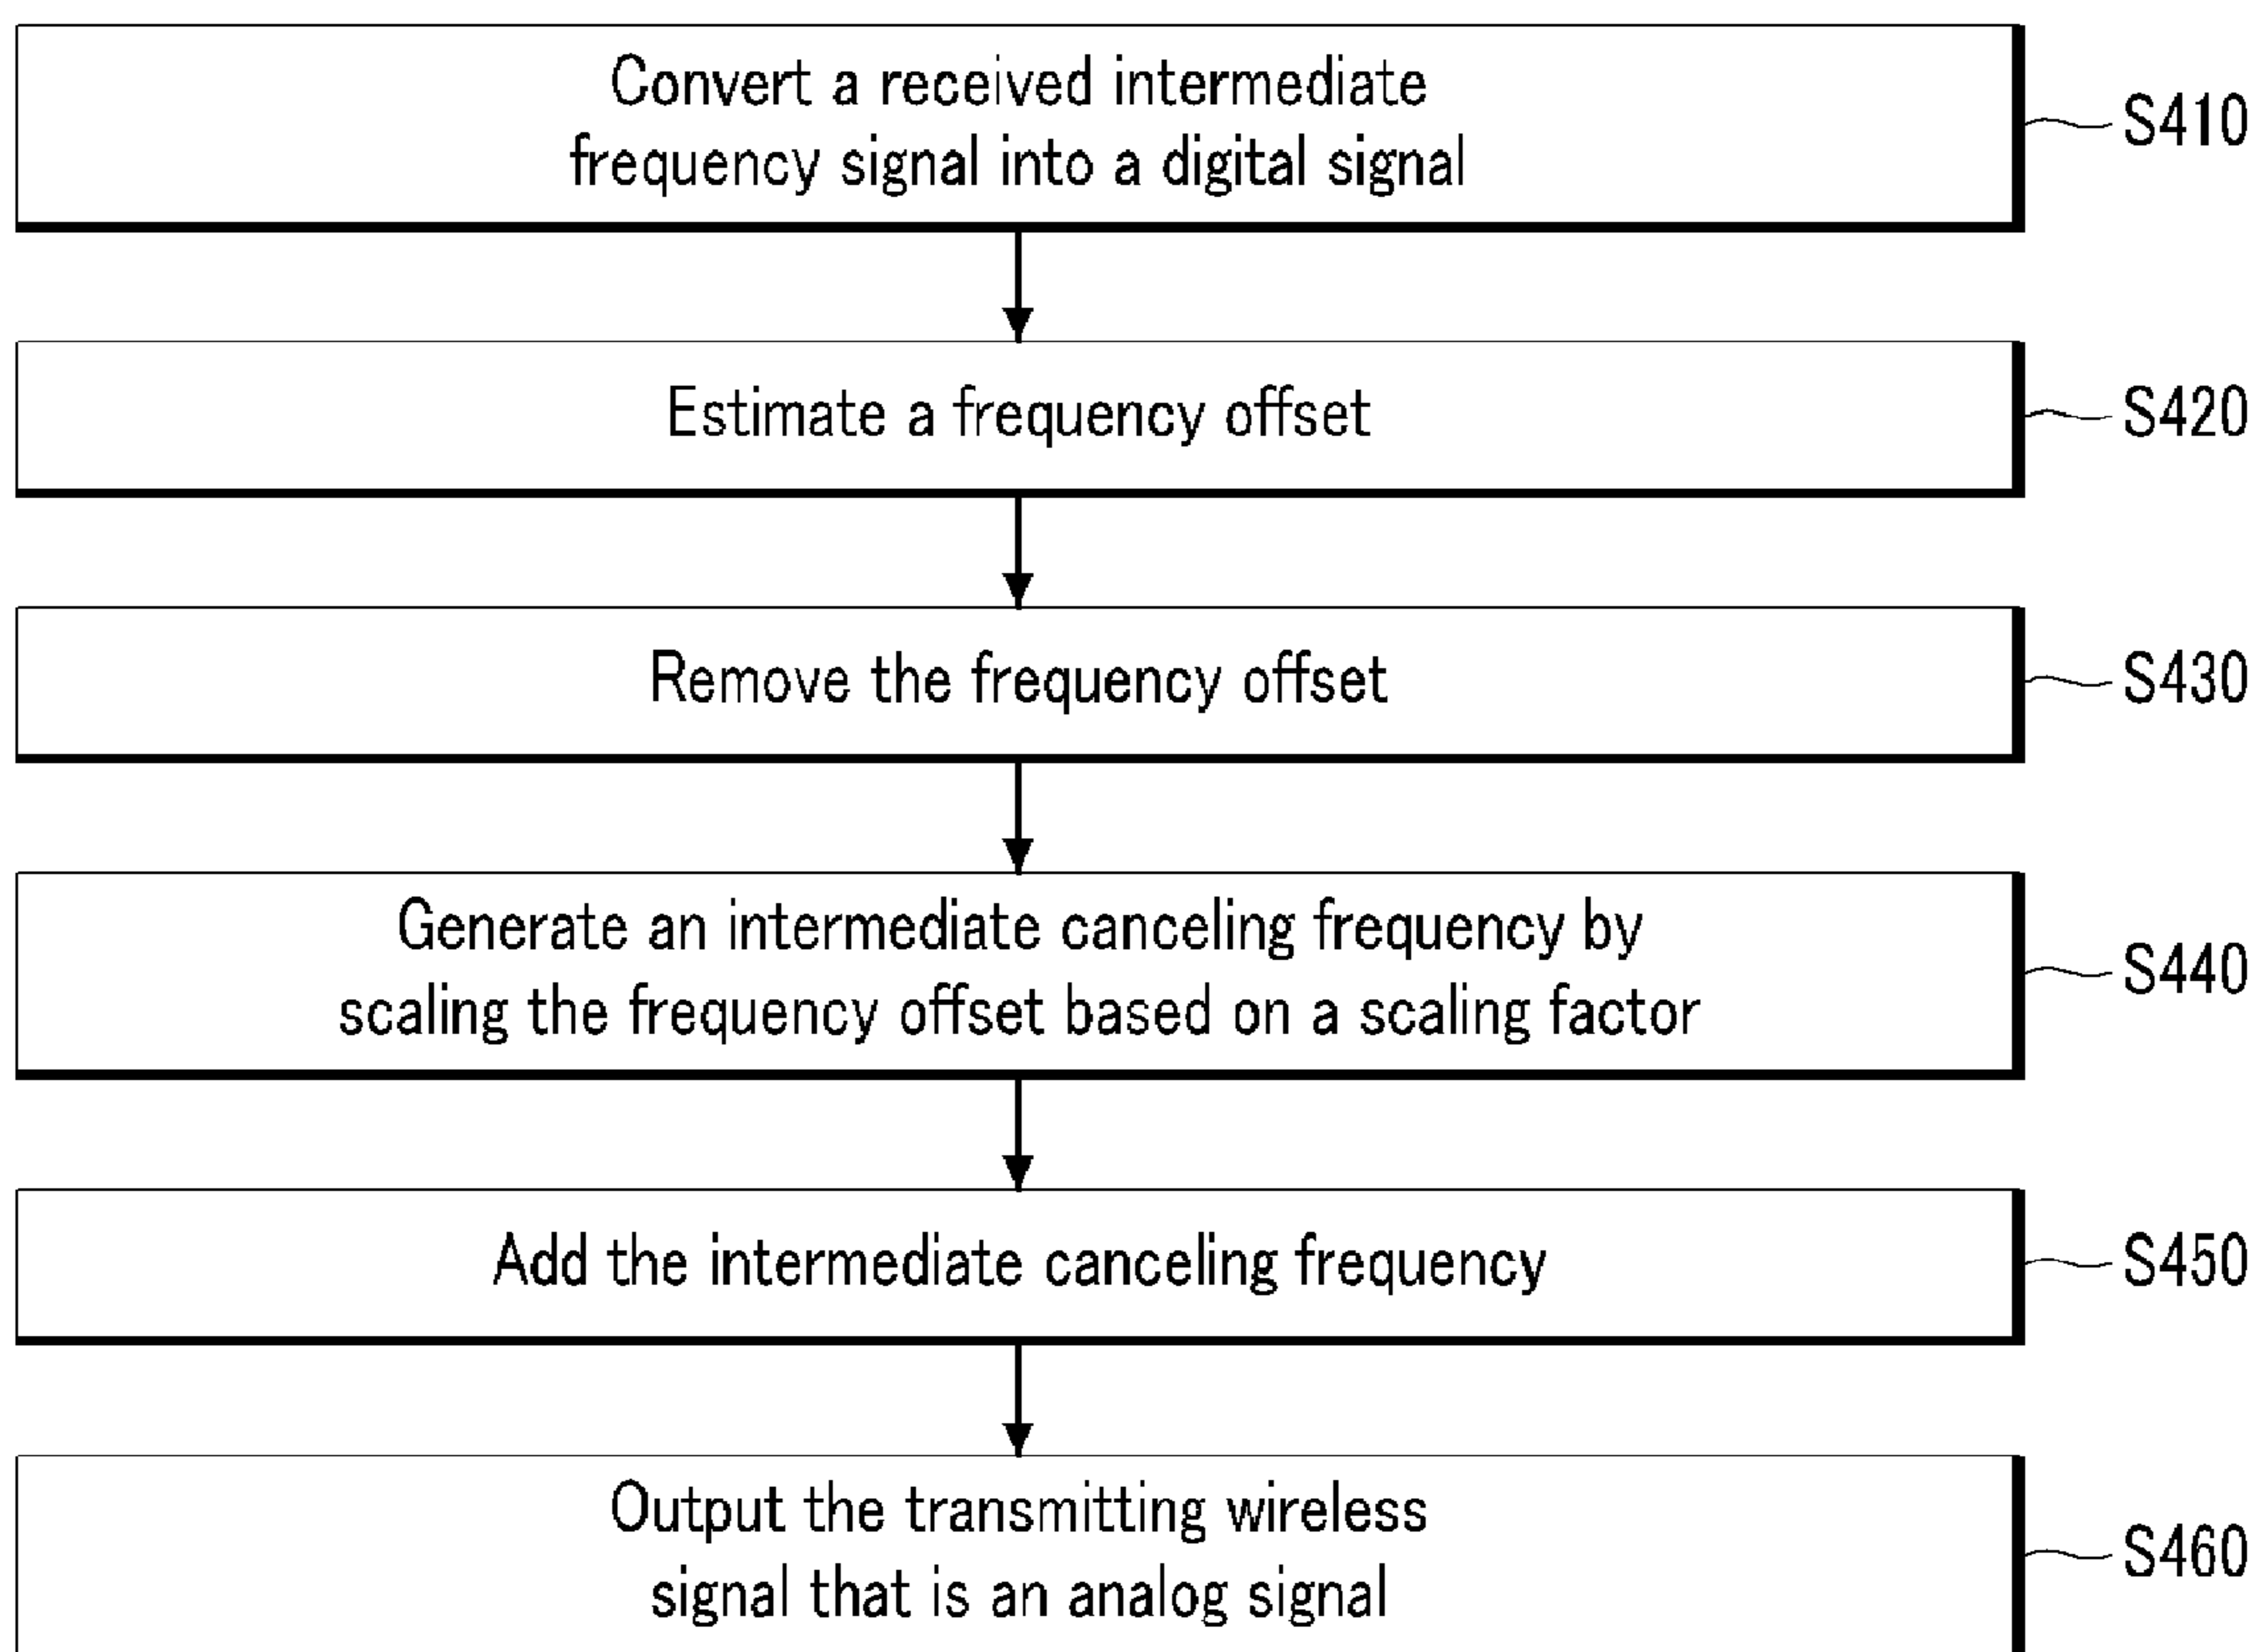 Convert a received intermediate
frequency signal into a digital signal
S410
Estimate a frequency offset
S420
Remove the frequency offset
S430
Generate an intermediate canceling frequency by
scaling the frequency offset based on a scaling factor
S440
Add the intermediate canceling frequency
S450
Output the transmitting wireless
signal that is an analog signal
S460